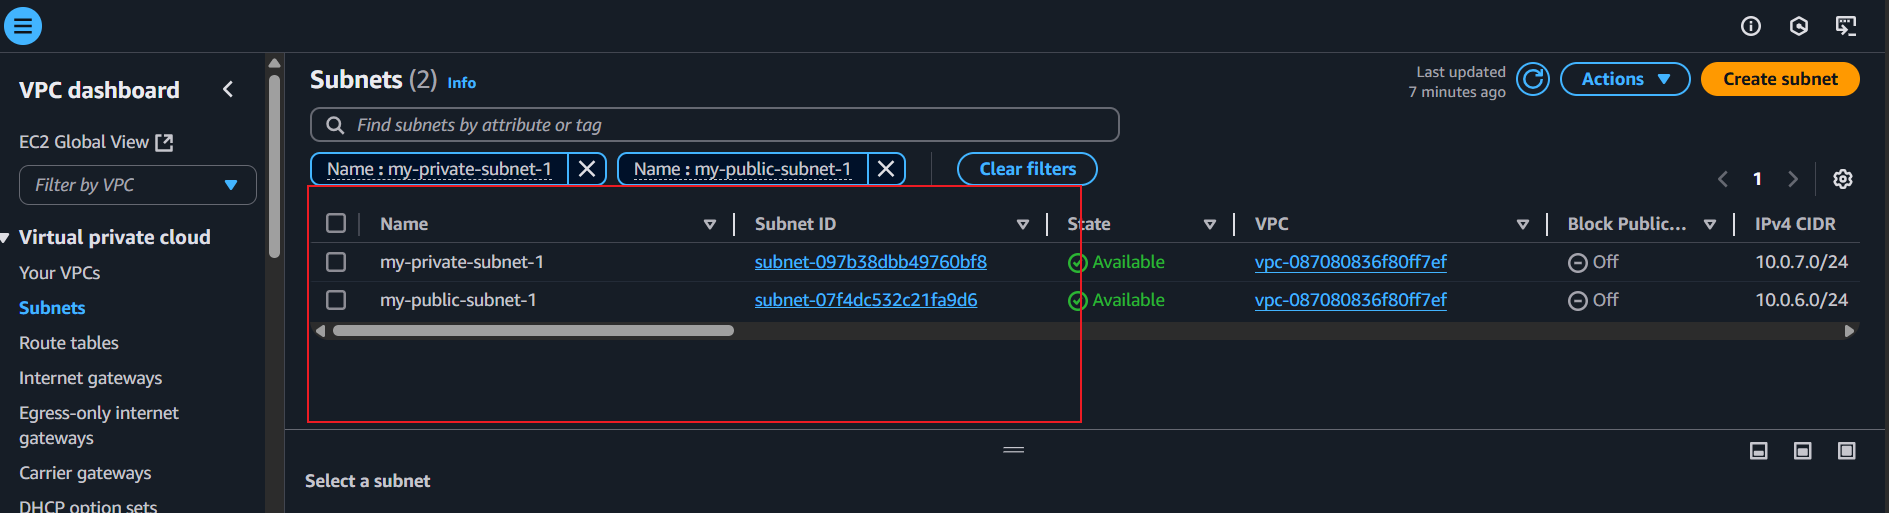 VPC dashboard
EC2 Global View
Filter by VPC
Virtual private cloud
Your VPCs
Subnets
Route tables
Internet gateways
Egress-only internet
gateways
Carrier gateways
DHCP option sets
Subnets (2) Info
Last updated
7 minutes ago
Actions
Create subnet
Find subnets by attribute or tag
Name : my-private-subnet-1
Name : my-public-subnet-1
Clear filters
1
Name Subnet ID State VPC Block Public... IPv4 CIDR
my-private-subnet-1 subnet-097b38dbb49760bf8 Available vpc-087080836f80ff7ef Off 10.0.7.0/24
my-public-subnet-1 subnet-07f4dc532c21fa9d6 Available vpc-087080836f80ff7ef Off 10.0.6.0/24
Select a subnet